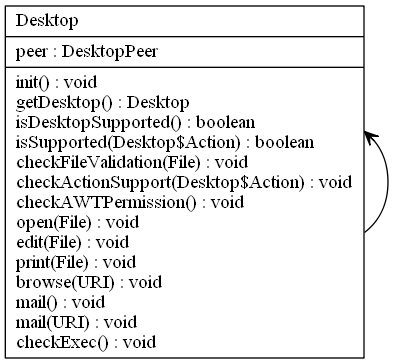 Desktop
peer : DesktopPeer
init() : void
getDesktop() : Desktop
isDesktopSupported() : boolean
isSupported(Desktop$Action) : boolean
checkFileValidation(File) : void
checkActionSupport(Desktop$Action) : void
checkAWTPermission() : void
open(File) : void
edit(File) : void
print(File) : void
browse(URI) : void
mail() : void
mail(URI) : void
checkExec() : void